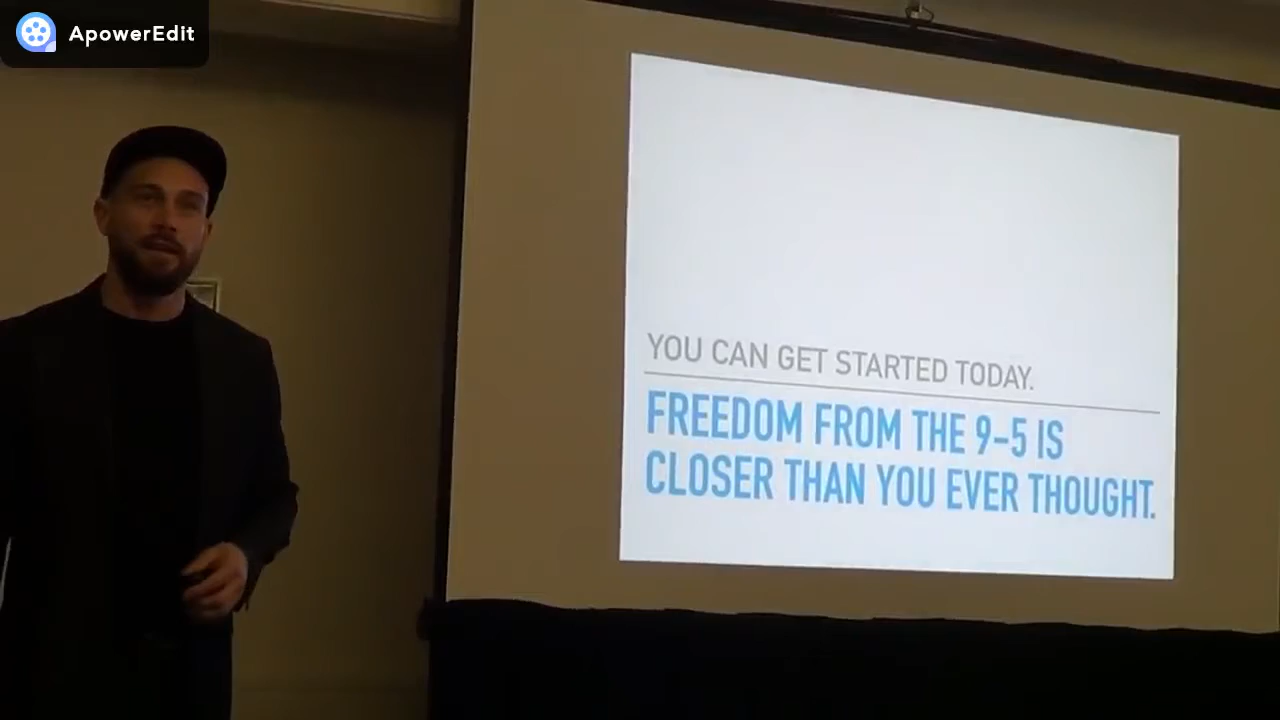 ApowerEdit
YOU CAN GET STARTED TODAY.
FREEDOM FROM THE 9-5 IS
CLOSER THAN YOU EVER THOUGHT.